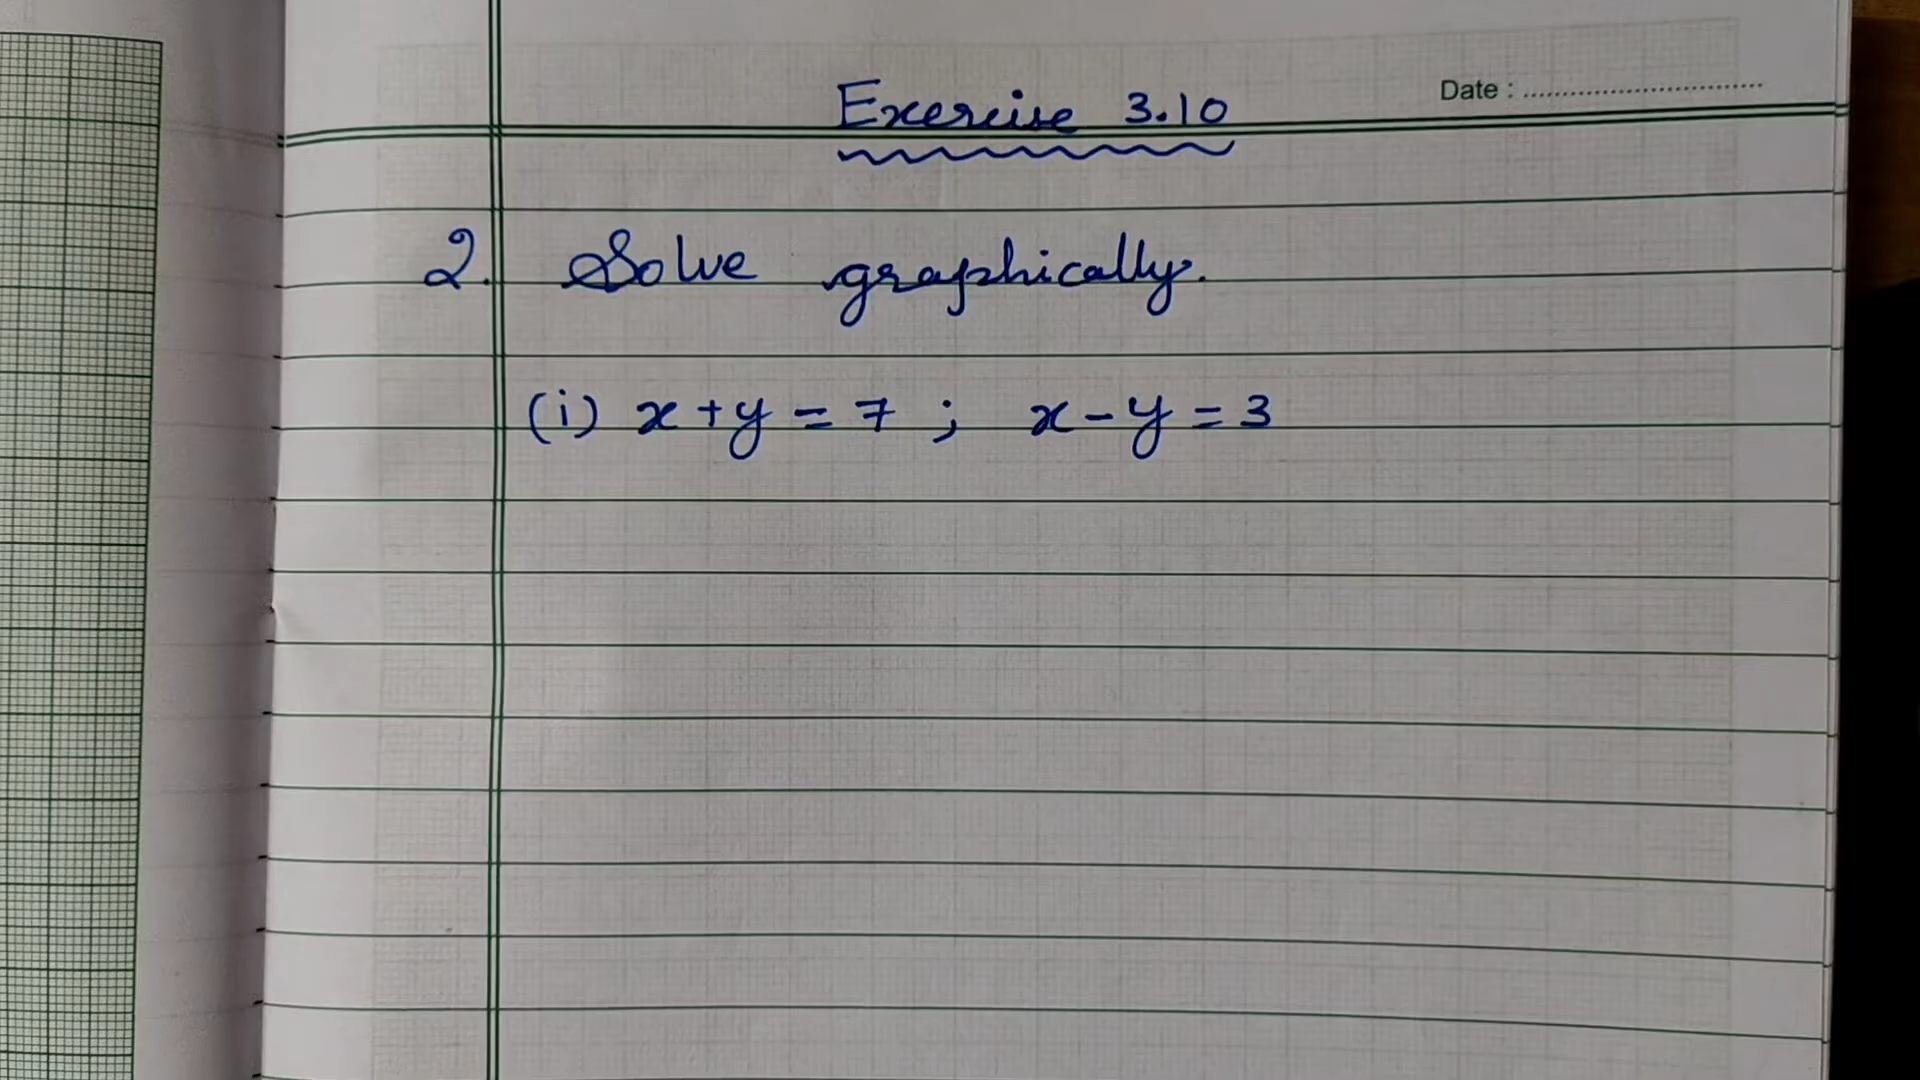 Date : ..............................
Exercise 3.10
2. Solve graphically.
(i) x + y = 7 ; x - y = 3